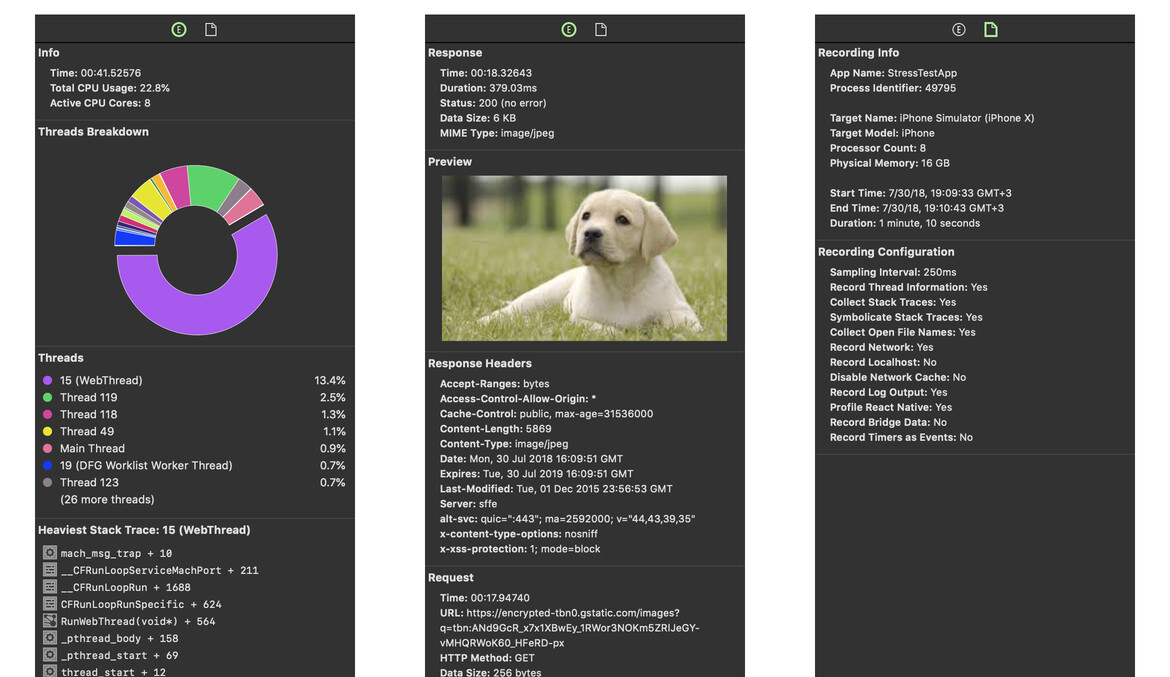 E
Info
Time: 00:41.52576
Total CPU Usage: 22.8%
Active CPU Cores: 8
Threads Breakdown
Threads
15 (WebThread) 13.4%
Thread 119 2.5%
Thread 118 1.3%
Thread 49 1.1%
Main Thread 0.9%
19 (DFG Worklist Worker Thread) 0.7%
Thread 123 0.7%
(26 more threads)
Heaviest Stack Trace: 15 (WebThread)
mach_msg_trap + 10
__CFRunLoopServiceMachPort + 211
__CFRunLoopRun + 1688
CFRunLoopRunSpecific + 624
RunWebThread(void*) + 564
_pthread_body + 158
_pthread_start + 69
thread_start + 12
E
Response
Time: 00:18.32643
Duration: 379.03ms
Status: 200 (no error)
Data Size: 6 KB
MIME Type: image/jpeg
Preview
Response Headers
Accept-Ranges: bytes
Access-Control-Allow-Origin: *
Cache-Control: public, max-age=31536000
Content-Length: 5869
Content-Type: image/jpeg
Date: Mon, 30 Jul 2018 16:09:51 GMT
Expires: Tue, 30 Jul 2019 16:09:51 GMT
Last-Modified: Tue, 01 Dec 2015 23:56:53 GMT
Server: sffe
alt-svc: quic=":443"; ma=2592000; v="44,43,39,35"
x-content-type-options: nosniff
x-xss-protection: 1; mode=block
Request
Time: 00:17.94740
URL: https://encrypted-tbn0.gstatic.com/images?
q=tbn:ANd9GcR_x7x1XBwEy_1RWor3NOKm5ZRIJeGY-
vMHQRWoK60_HFeRD-px
HTTP Method: GET
Data Size: 256 bytes
E
Recording Info
App Name: StressTestApp
Process Identifier: 49795
Target Name: iPhone Simulator (iPhone X)
Target Model: iPhone
Processor Count: 8
Physical Memory: 16 GB
Start Time: 7/30/18, 19:09:33 GMT+3
End Time: 7/30/18, 19:10:43 GMT+3
Duration: 1 minute, 10 seconds
Recording Configuration
Sampling Interval: 250ms
Record Thread Information: Yes
Collect Stack Traces: Yes
Symbolicate Stack Traces: Yes
Collect Open File Names: Yes
Record Network: Yes
Record Localhost: No
Disable Network Cache: No
Record Log Output: Yes
Profile React Native: Yes
Record Bridge Data: No
Record Timers as Events: No